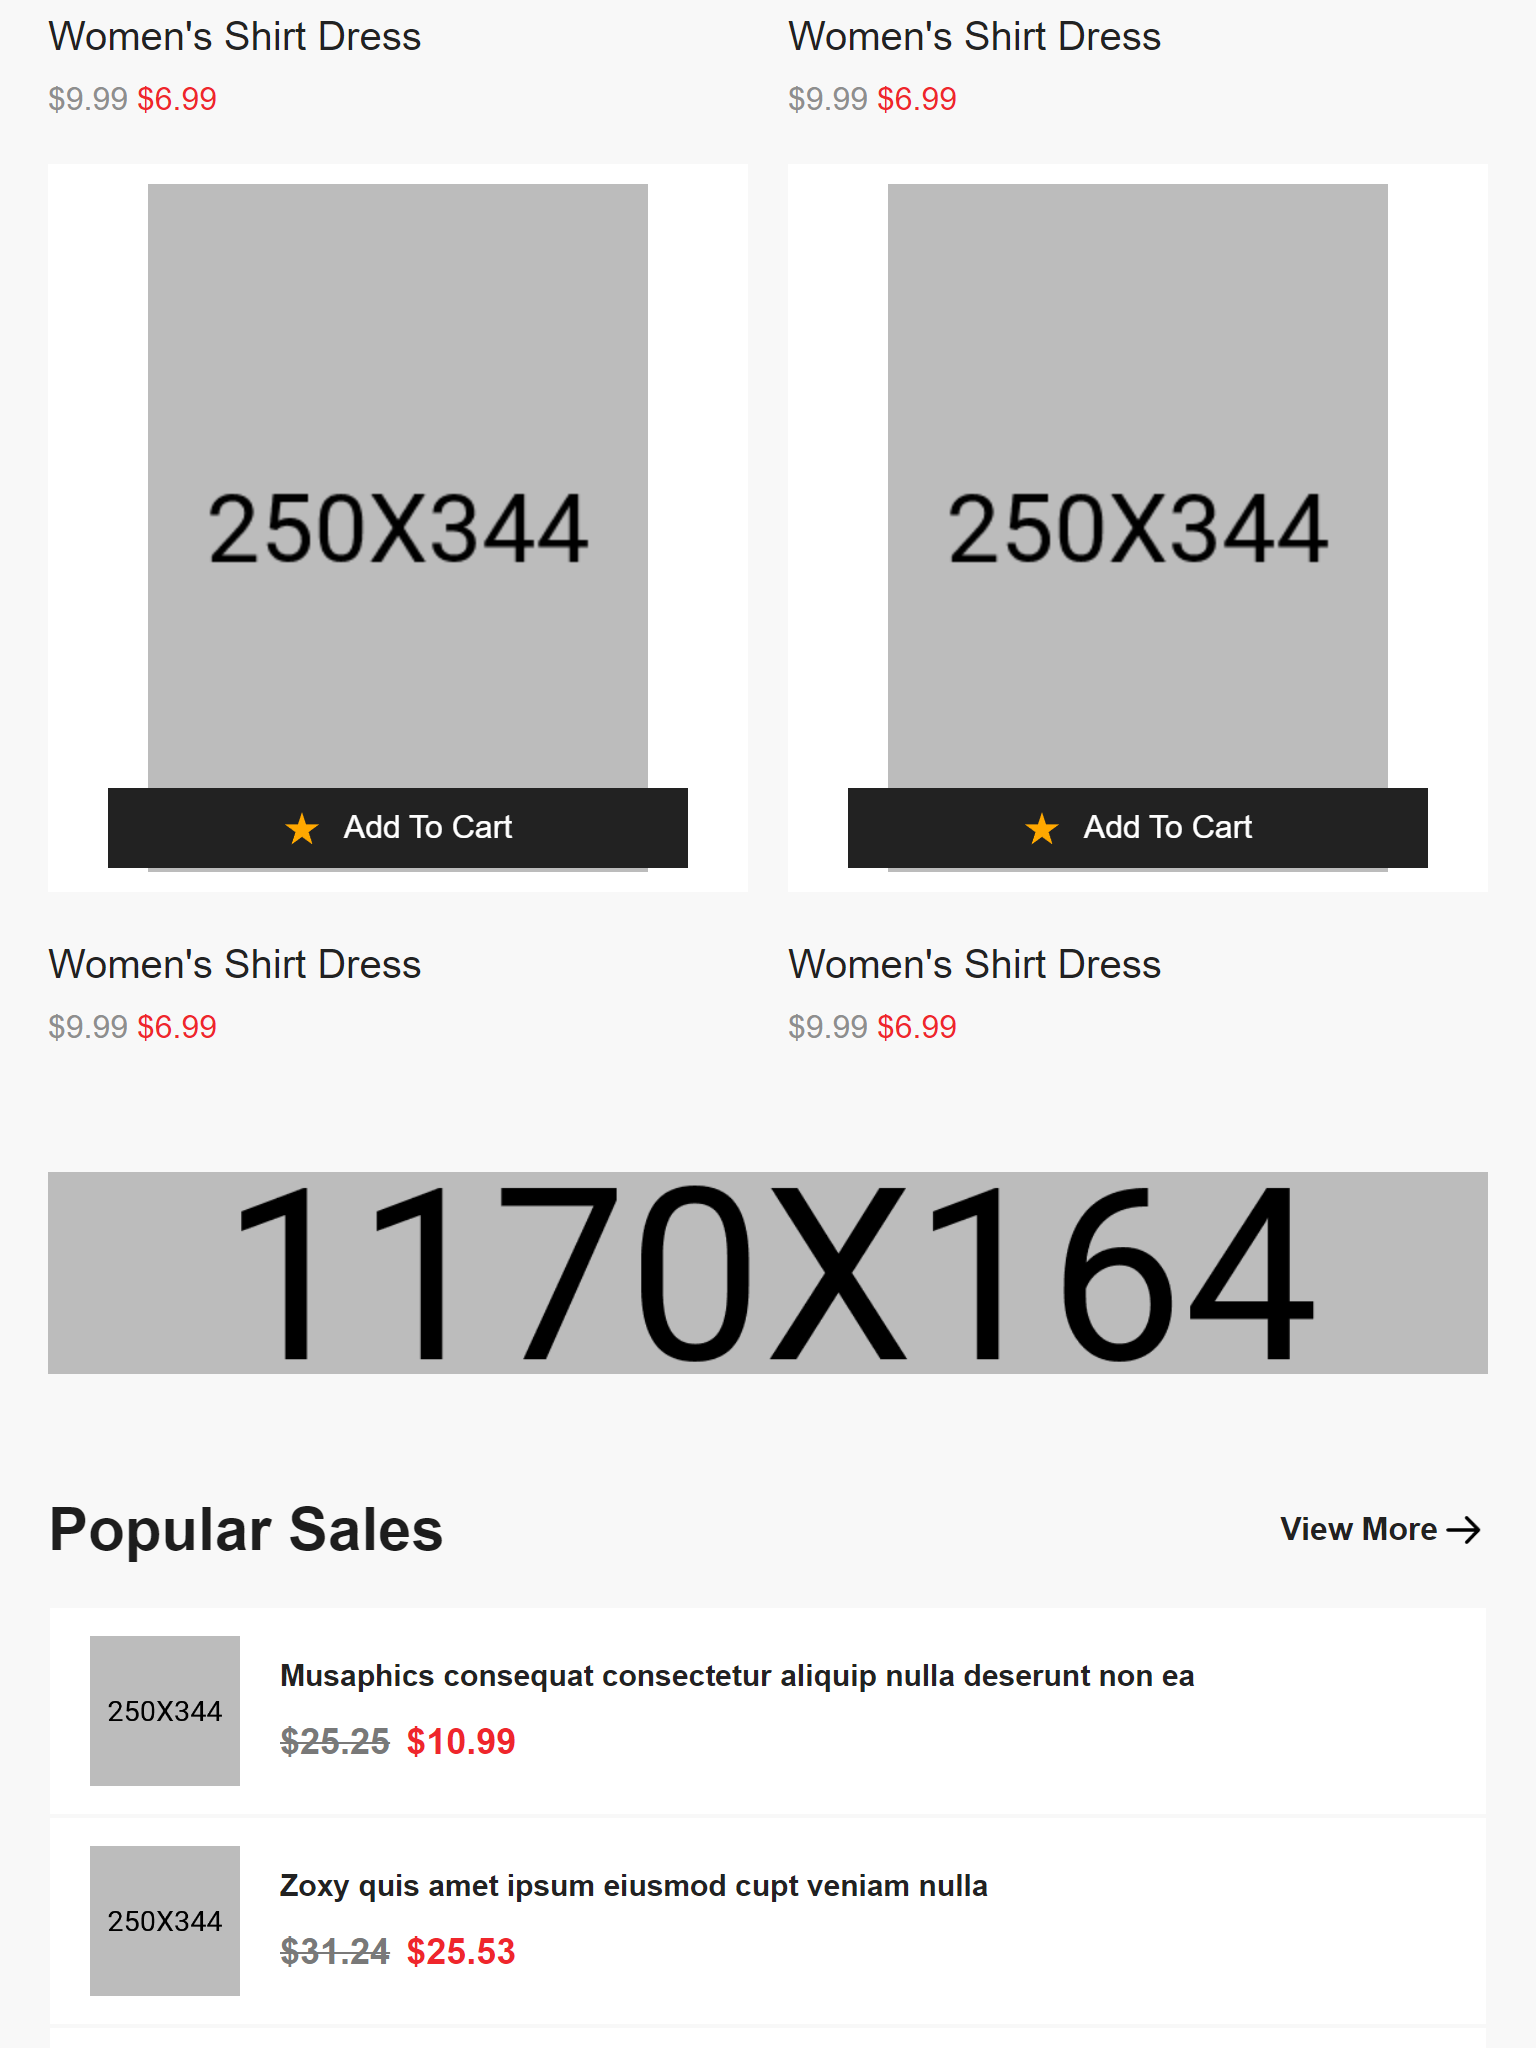 Women's Shirt Dress
Women's Shirt Dress
$9.99 $6.99
$9.99 $6.99
250X344
250X344
Add To Cart
Add To Cart
Women's Shirt Dress
Women's Shirt Dress
$9.99 $6.99
$9.99 $6.99
1170X164
Popular Sales
View More
Musaphics consequat consectetur aliquip nulla deserunt non ea
250X344
$25.25 $10.99
Zoxy quis amet ipsum eiusmod cupt veniam nulla
250X344
$31.24 $25.53